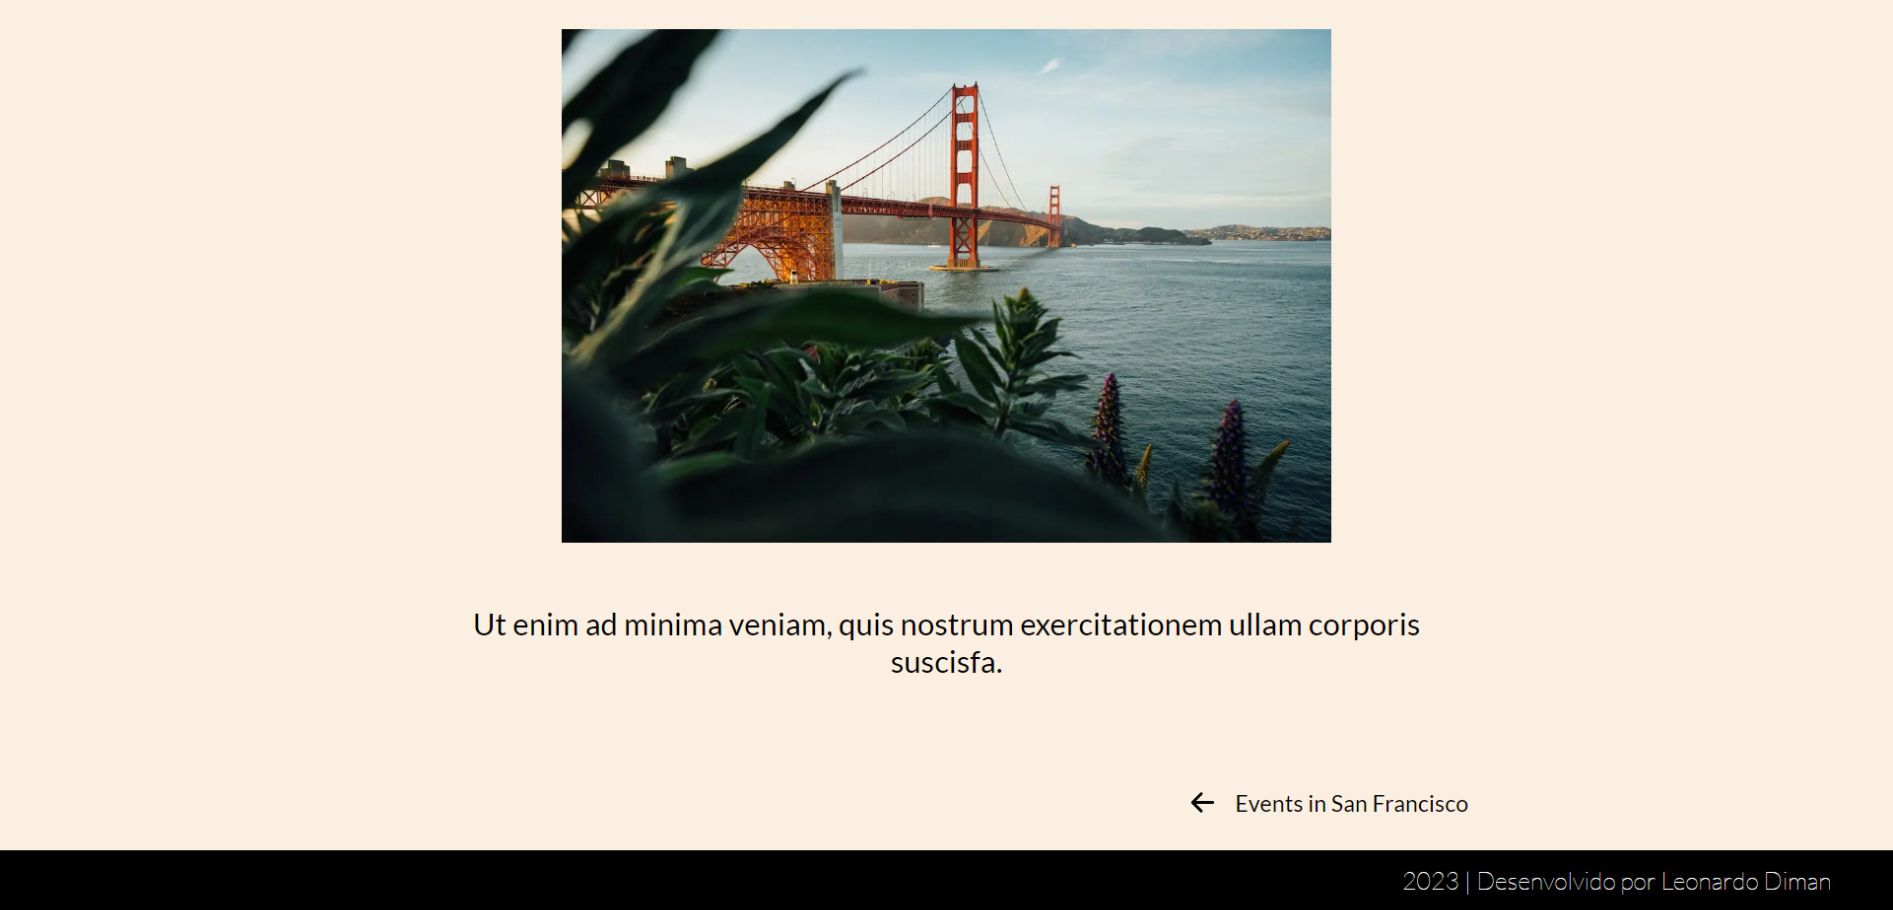 Ut enim ad minima veniam, quis nostrum exercitationem ullam corporis
suscisfa.
Events in San Francisco
2023 | Desenvolvido por Leonardo Diman